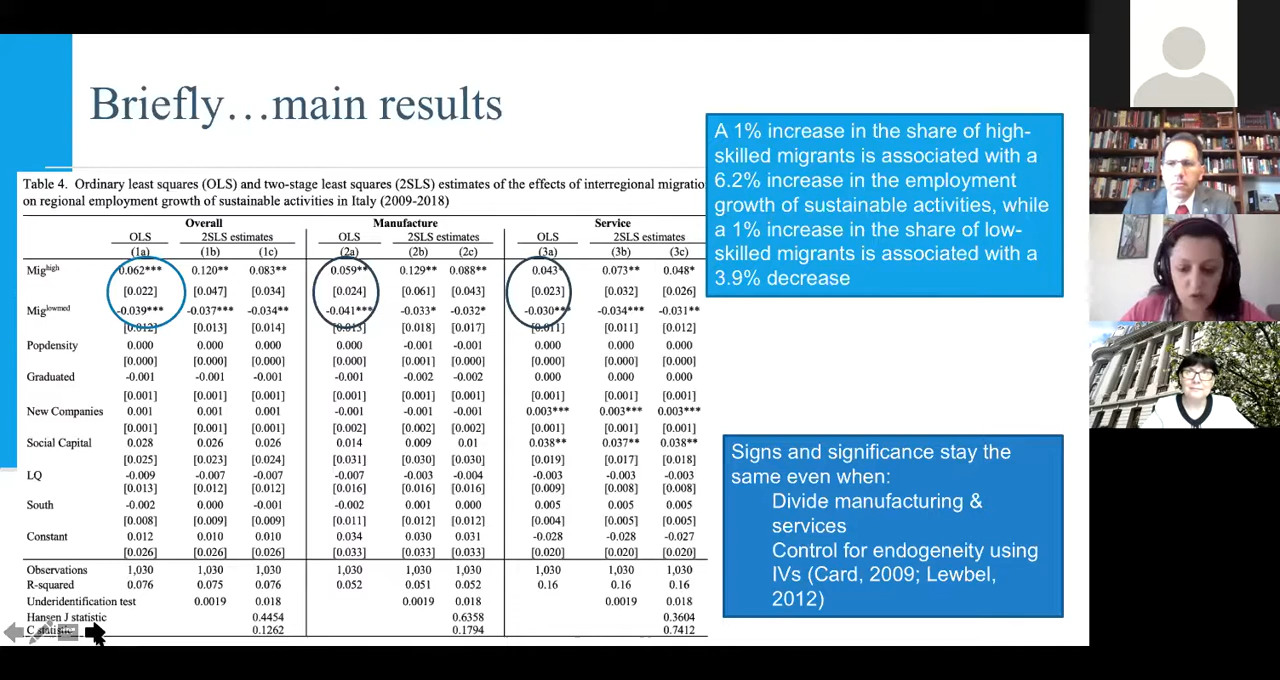 Briefly…main results
Table 4. Ordinary least squares (OLS) and two-stage least squares (2SLS) estimates of the effects of interregional migratio
on regional employment growth of sustainable activities in Italy (2009-2018)
Overall Manufacture Service
OLS 2SLS estimates OLS 2SLS estimates OLS 2SLS estimates
(1a) (1b) (1c) (2a) (2b) (2c) (3a) (3b) (3c)
Mighigh 0.062*** 0.120** 0.083** 0.059** 0.129** 0.088** 0.043* 0.073** 0.048*
[0.022] [0.047] [0.034] [0.024] [0.061] [0.043] [0.023] [0.032] [0.026]
Miglowmed -0.039*** -0.037*** -0.034** -0.041*** -0.033* -0.032* -0.030*** -0.034*** -0.031**
[0.012] [0.013] [0.014] [0.013] [0.018] [0.017] [0.011] [0.011] [0.012]
Popdensity 0.000 0.000 0.000 0.000 -0.001 -0.001 0.000 0.000 0.000
[0.000] [0.000] [0.000] [0.000] [0.001] [0.000] [0.000] [0.000] [0.000]
Graduated -0.001 -0.001 -0.001 -0.001 -0.002 -0.002 0.000 0.000 0.000
[0.001] [0.001] [0.001] [0.001] [0.001] [0.001] [0.001] [0.001] [0.001]
New Companies 0.001 0.001 0.001 -0.001 -0.001 -0.001 0.003*** 0.003*** 0.003***
[0.001] [0.001] [0.001] [0.002] [0.002] [0.002] [0.001] [0.001] [0.001]
Social Capital 0.028 0.026 0.026 0.014 0.009 0.01 0.038** 0.037** 0.038**
[0.025] [0.023] [0.024] [0.031] [0.030] [0.030] [0.019] [0.017] [0.018]
LQ -0.009 -0.007 -0.007 -0.007 -0.003 -0.004 -0.003 -0.003 -0.003
[0.013] [0.012] [0.012] [0.016] [0.016] [0.016] [0.009] [0.008] [0.008]
South -0.002 0.000 -0.001 -0.002 0.001 0.000 0.005 0.005 0.005
[0.008] [0.009] [0.009] [0.011] [0.012] [0.012] [0.004] [0.005] [0.005]
Constant 0.012 0.010 0.010 0.034 0.030 0.031 -0.028 -0.028 -0.027
[0.026] [0.026] [0.026] [0.033] [0.033] [0.033] [0.020] [0.020] [0.020]
Observations 1,030 1,030 1,030 1,030 1,030 1,030 1,030 1,030 1,030
R-squared 0.076 0.075 0.076 0.052 0.051 0.052 0.16 0.16 0.16
Underidentification test 0.0019 0.018 0.0019 0.018 0.0019 0.018
Hansen J statistic 0.4454 0.6358 0.3604
C statistic 0.1262 0.1794 0.7412
A 1% increase in the share of high-
skilled migrants is associated with a
6.2% increase in the employment
growth of sustainable activities, while
a 1% increase in the share of low-
skilled migrants is associated with a
3.9% decrease
Signs and significance stay the
same even when:
Divide manufacturing &
services
Control for endogeneity using
IVs (Card, 2009; Lewbel,
2012)